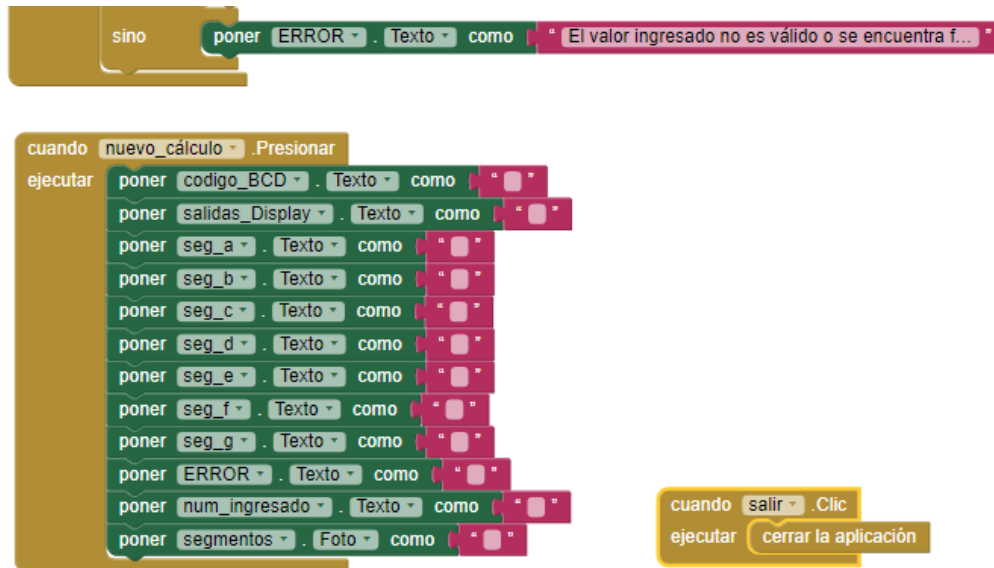 sino poner ERROR . Texto como " El valor ingresado no es válido o se encuentra f... "
cuando nuevo_cálculo .Presionar
ejecutar poner codigo_BCD . Texto como " "
poner salidas_Display . Texto como " "
poner seg_a . Texto como " "
poner seg_b . Texto como " "
poner seg_c . Texto como " "
poner seg_d . Texto como " "
poner seg_e . Texto como " "
poner seg_f . Texto como " "
poner seg_g . Texto como " "
poner ERROR . Texto como " "
poner num_ingresado . Texto como " "
poner segmentos . Foto como " "
cuando salir .Clic
ejecutar cerrar la aplicación